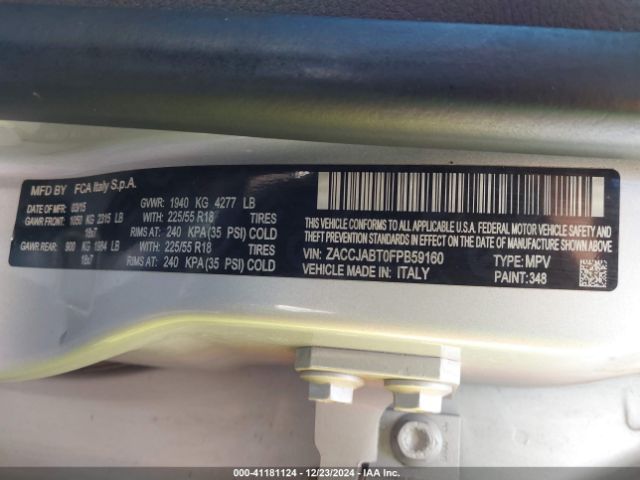 MFD BY FCA Italy S.p.A.
DATE OF MFR: 03/15 GVWR: 1940 KG 4277 LB
GAWR FRONT: 1050 KG 2315 LB WITH: 225/55 R18 TIRES
18x7 RIMS AT: 240 KPA (35 PSI) COLD
GAWR REAR: 900 KG 1984 LB WITH: 225/55 R18 TIRES
18x7 RIMS AT: 240 KPA (35 PSI) COLD
THIS VEHICLE CONFORMS TO ALL APPLICABLE U.S.A. FEDERAL MOTOR VEHICLE SAFETY AND
THEFT PREVENTION STANDARDS IN EFFECT ON THE DATE OF MANUFACTURE SHOWN ABOVE.
VIN: ZACCJABT0FPB59160 TYPE: MPV
VEHICLE MADE IN: ITALY PAINT: 348
000-41181124 | 12/23/2024 - IAA Inc.